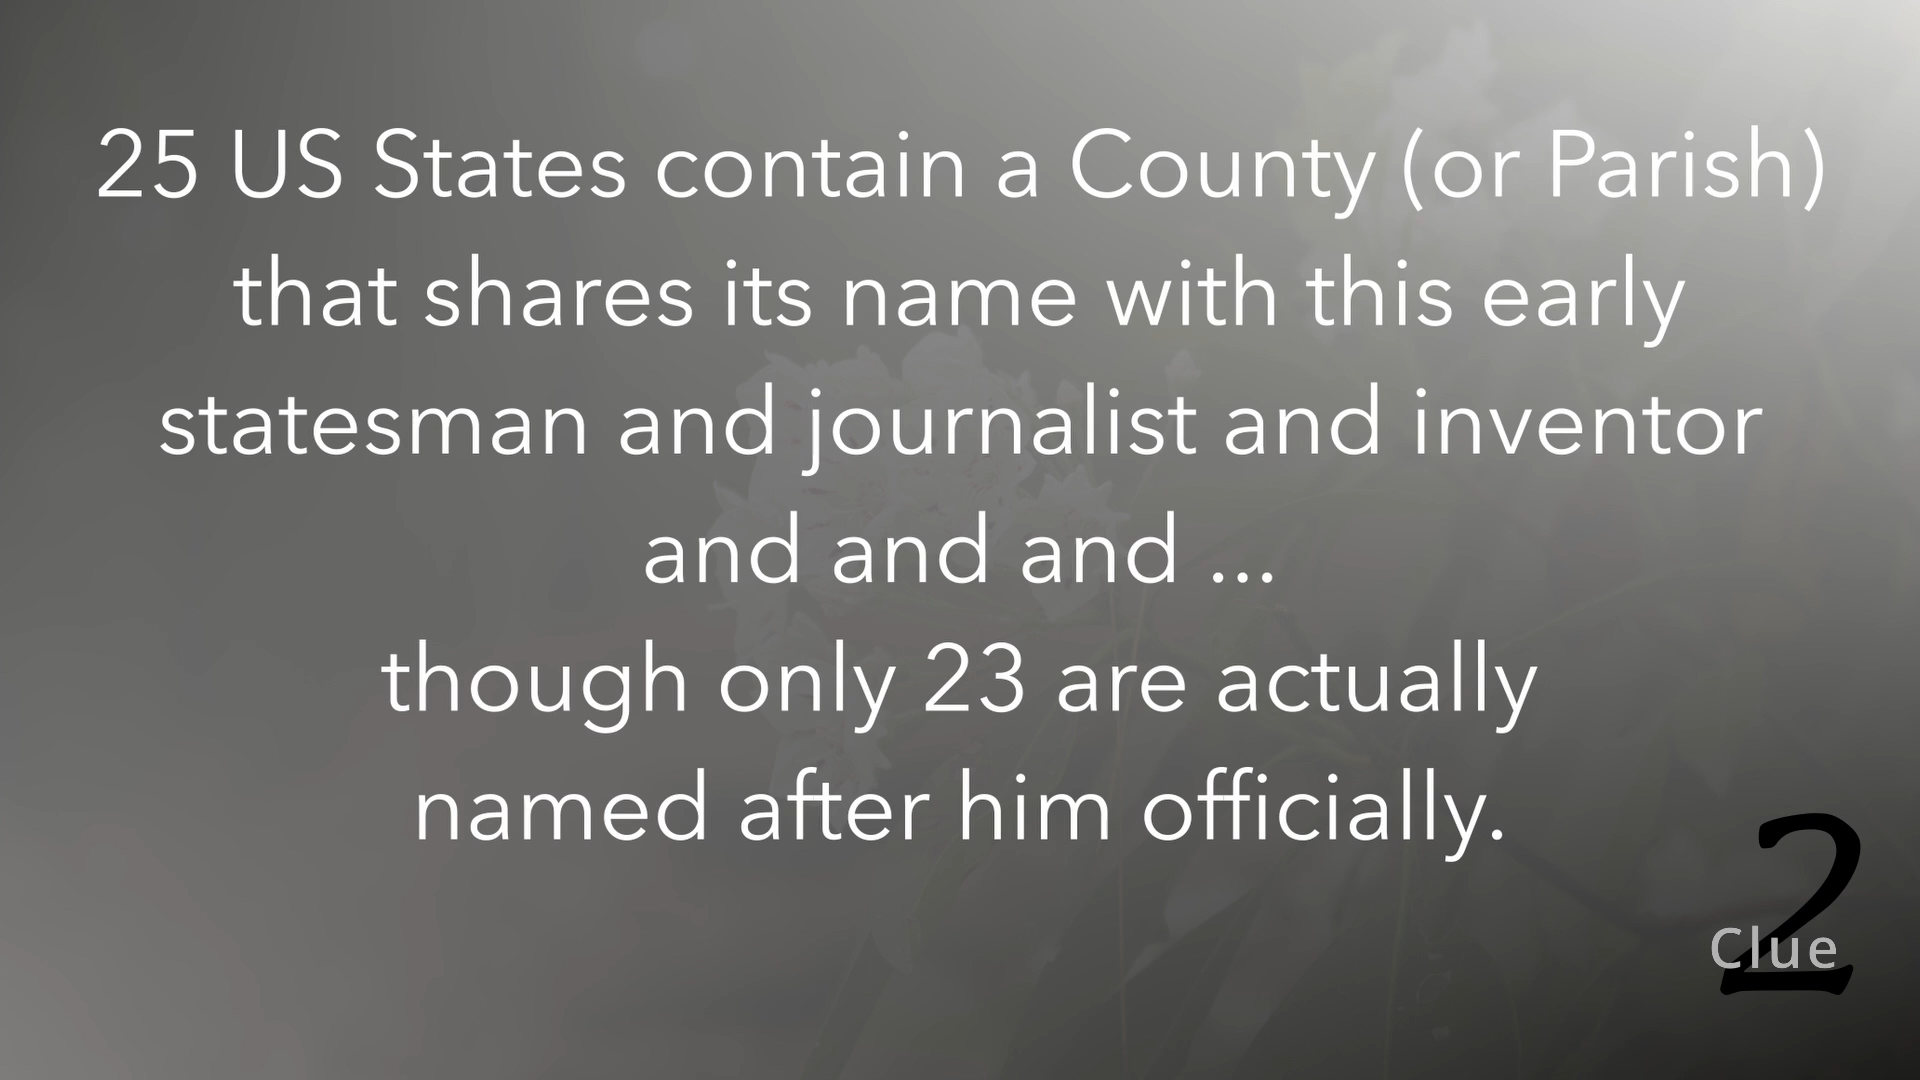 25 US States contain a County (or Parish)
that shares its name with this early
statesman and journalist and inventor
and and and ...
though only 23 are actually
named after him officially.
2
Clue